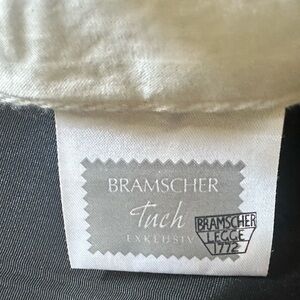 BRAMSCHER
Tuch
EXKLUSIV
BRAMSCHER
LEGGE
1772